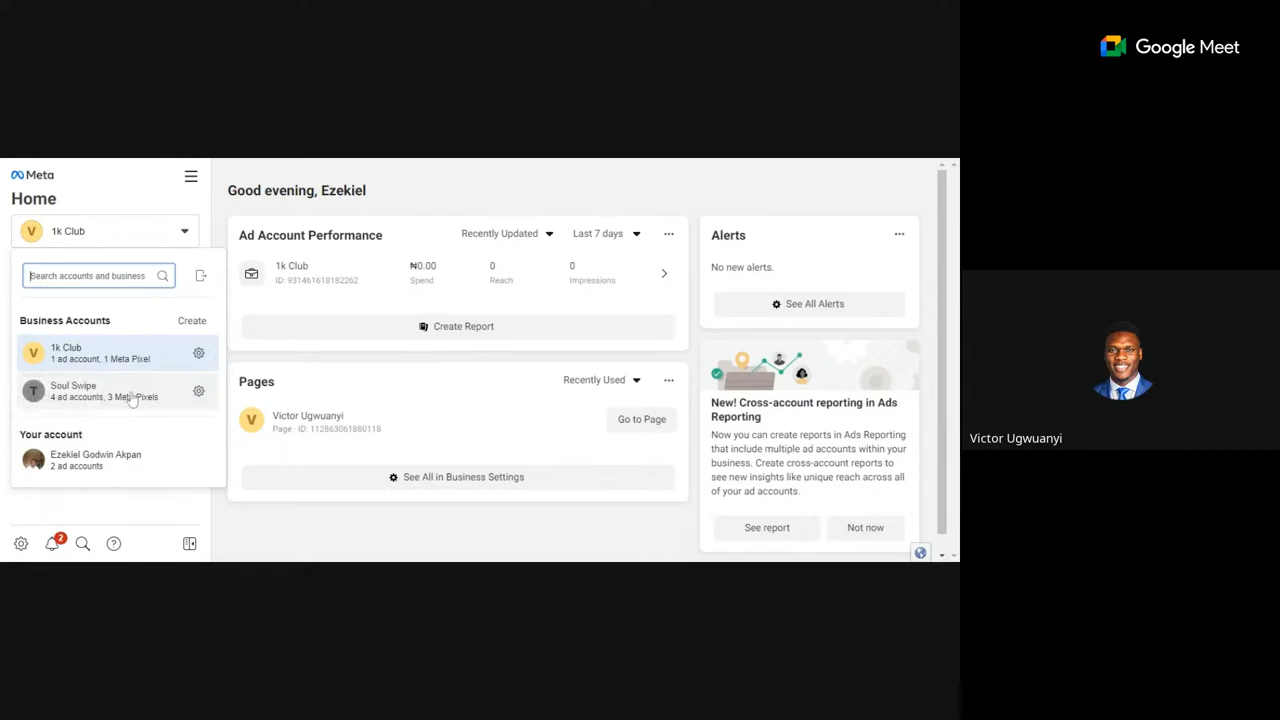 Google Meet
Meta
Home
V 1k Club
Search accounts and business
Business Accounts Create
V 1k Club
1 ad account, 1 Meta Pixel
T Soul Swipe
4 ad accounts, 3 Meta Pixels
Your account
Ezekiel Godwin Akpan
2 ad accounts
2
Good evening, Ezekiel
Ad Account Performance Recently Updated Last 7 days
1k Club ₦0.00 0 0
ID: 931461618182262 Spend Reach Impressions
Create Report
Pages Recently Used
V Victor Ugwuanyi Go to Page
Page · ID: 112863061880118
See All in Business Settings
Alerts
No new alerts.
See All Alerts
New! Cross-account reporting in Ads
Reporting
Now you can create reports in Ads Reporting
that include multiple ad accounts within your
business. Create cross-account reports to
see new insights like unique reach across all
of your ad accounts.
See report Not now
Victor Ugwuanyi